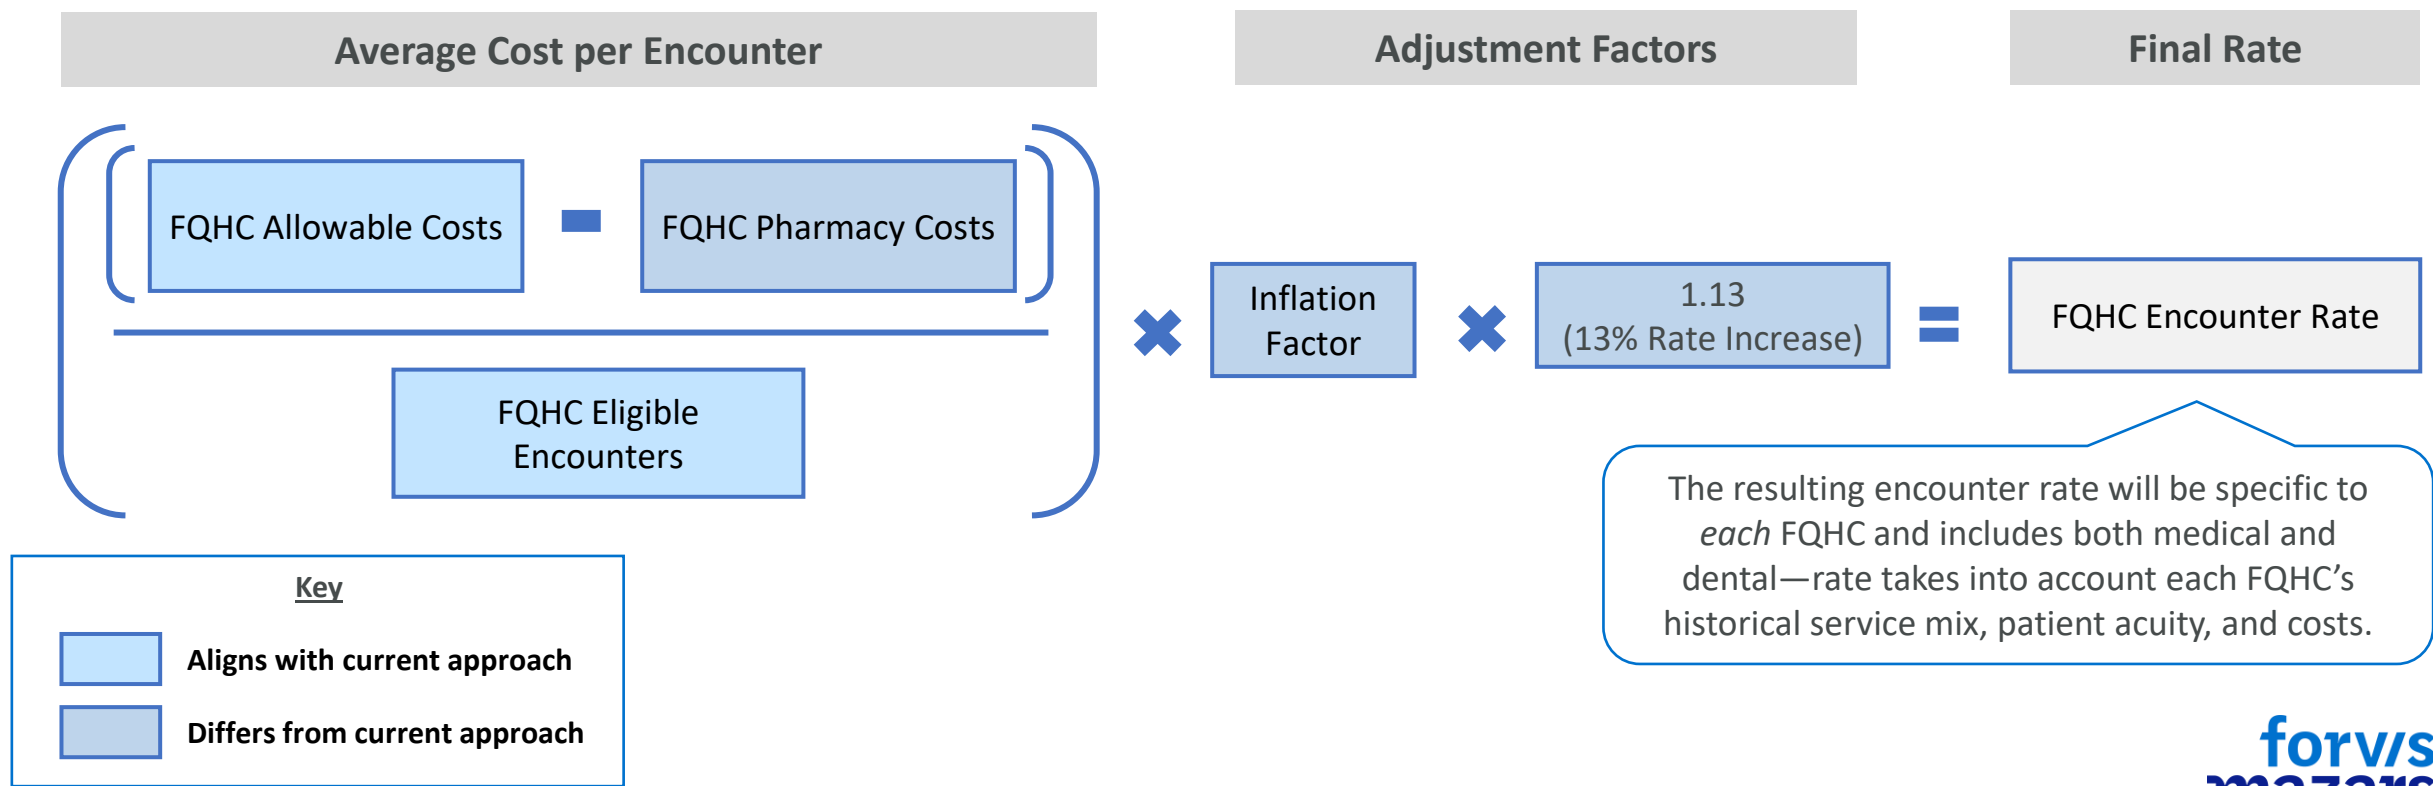 Average Cost per Encounter
Adjustment Factors
Final Rate
FQHC Allowable Costs
FQHC Pharmacy Costs
FQHC Eligible
Encounters
Inflation
Factor
1.13
(13% Rate Increase)
FQHC Encounter Rate
The resulting encounter rate will be specific to
each FQHC and includes both medical and
dental—rate takes into account each FQHC’s
historical service mix, patient acuity, and costs.
Key
Aligns with current approach
Differs from current approach
forvis
mazars